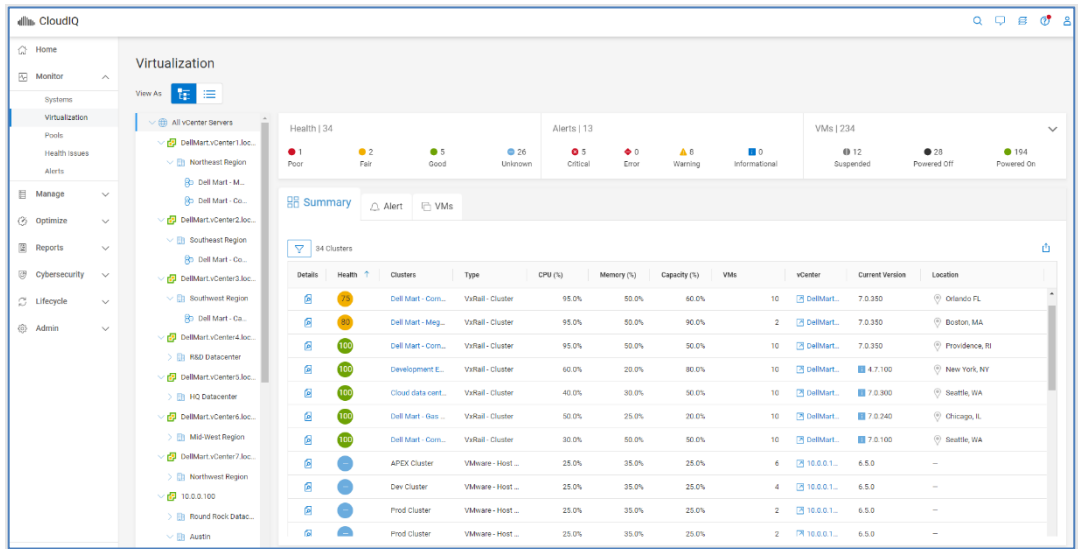 CloudIQ
Home
Monitor
Systems
Virtualization
Pools
Health Issues
Alerts
Manage
Optimize
Reports
Cybersecurity
Lifecycle
Admin
Virtualization
View As
All vCenter Servers
DellMart.vCenter1.loc...
Northeast Region
Dell Mart - M...
Dell Mart - Co...
DellMart.vCenter2.loc...
Southeast Region
Dell Mart - Co...
DellMart.vCenter3.loc...
Southwest Region
Dell Mart - Ca...
DellMart.vCenter4.loc...
R&D Datacenter
DellMart.vCenter5.loc...
HQ Datacenter
DellMart.vCenter6.loc...
Mid-West Region
DellMart.vCenter7.loc...
Northwest Region
10.0.0.100
Round Rock Datac...
Austin
Health | 34
1 2 5 26
Poor Fair Good Unknown
Alerts | 13
5 0 8 0
Critical Error Warning Informational
VMs | 234
12 28 194
Suspended Powered Off Powered On
Summary Alert VMs
34 Clusters
Details Health Clusters Type CPU (%) Memory (%) Capacity (%) VMs vCenter Current Version Location
75 Dell Mart - Com... VxRail - Cluster 95.0% 50.0% 60.0% 10 DellMart... 7.0.350 Orlando FL
80 Dell Mart - Meg... VxRail - Cluster 95.0% 50.0% 90.0% 2 DellMart... 7.0.350 Boston, MA
100 Dell Mart - Com... VxRail - Cluster 95.0% 50.0% 50.0% 10 DellMart... 7.0.350 Providence, RI
100 Development E... VxRail - Cluster 60.0% 20.0% 80.0% 10 DellMart... 4.7.100 New York, NY
100 Cloud data cent... VxRail - Cluster 40.0% 30.0% 50.0% 10 DellMart... 7.0.300 Seattle, WA
100 Dell Mart - Gas ... VxRail - Cluster 50.0% 25.0% 20.0% 10 DellMart... 7.0.240 Chicago, IL
100 Dell Mart - Com... VxRail - Cluster 30.0% 50.0% 50.0% 10 DellMart... 7.0.100 Seattle, WA
-- APEX Cluster VMware - Host ... 25.0% 35.0% 25.0% 6 10.0.0.1... 6.5.0 --
-- Dev Cluster VMware - Host ... 25.0% 35.0% 25.0% 4 10.0.0.1... 6.5.0 --
-- Prod Cluster VMware - Host ... 25.0% 35.0% 25.0% 2 10.0.0.1... 6.5.0 --
-- Prod Cluster VMware - Host ... 25.0% 35.0% 25.0% 2 10.0.0.1... 6.5.0 --